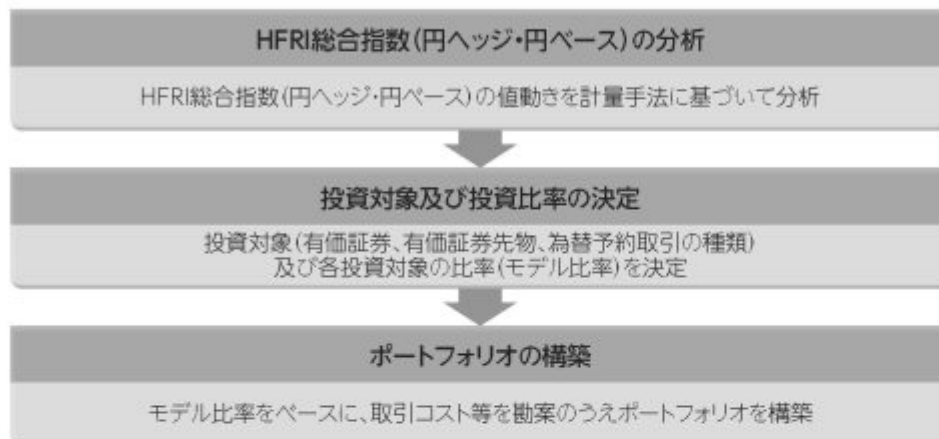 HFRI総合指数(円ヘッジ・円ベース)の分析
HFRI総合指数(円ヘッジ・円ベース)の値動きを計量手法に基づいて分析
投資対象及び投資比率の決定
投資対象(有価証券、有価証券先物、為替予約取引の種類)
及び各投資対象の比率(モデル比率)を決定
ポートフォリオの構築
モデル比率をベースに、取引コスト等を勘案のうえポートフォリオを構築